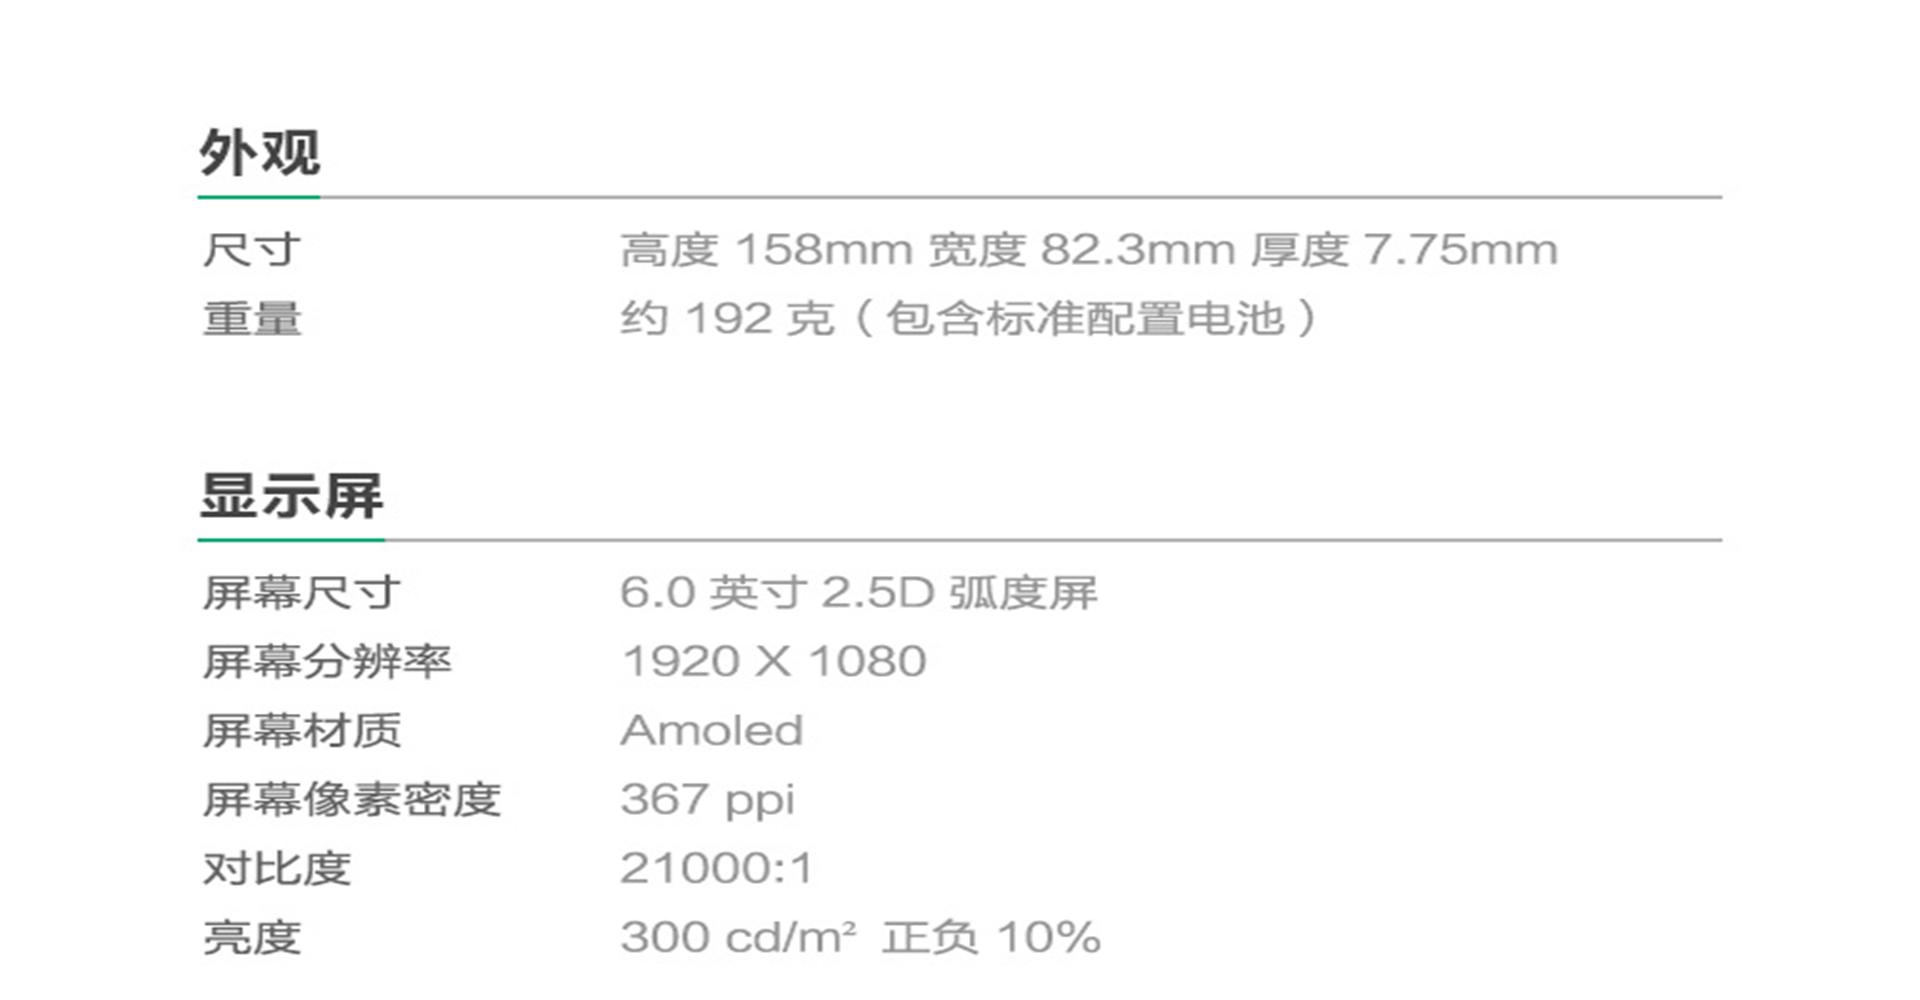 外观
尺寸 高度 158mm 宽度 82.3mm 厚度 7.75mm
重量 约 192 克（包含标准配置电池）
显示屏
屏幕尺寸 6.0 英寸 2.5D 弧度屏
屏幕分辨率 1920 X 1080
屏幕材质 Amoled
屏幕像素密度 367 ppi
对比度 21000:1
亮度 300 cd/m² 正负 10%